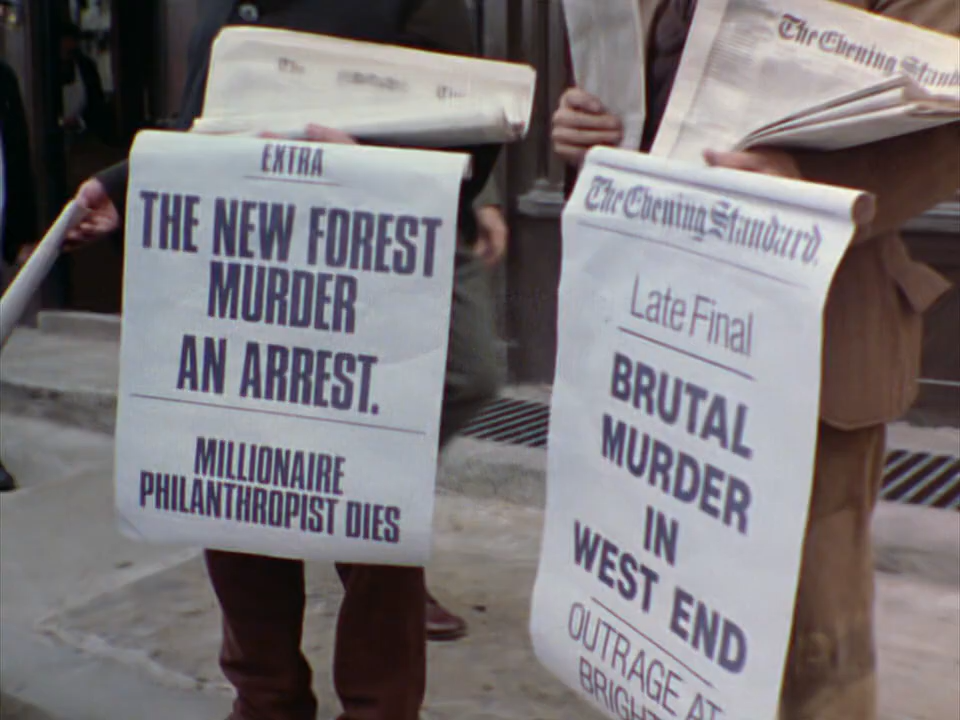 EXTRA
THE NEW FOREST
MURDER
AN ARREST.
MILLIONAIRE
PHILANTHROPIST DIES
The Evening
The Evening Standard.
Late Final
BRUTAL
MURDER
IN
WEST END
OUTRAGE AT